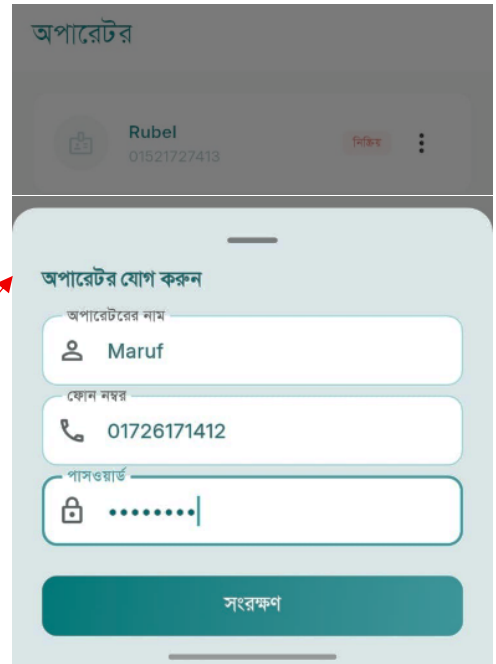 অপারেটর
Rubel
01521727413
নিষ্ক্রিয়
অপারেটর যোগ করুন
অপারেটরের নাম
Maruf
ফোন নম্বর
01726171412
পাসওয়ার্ড
••••••••
সংরক্ষণ